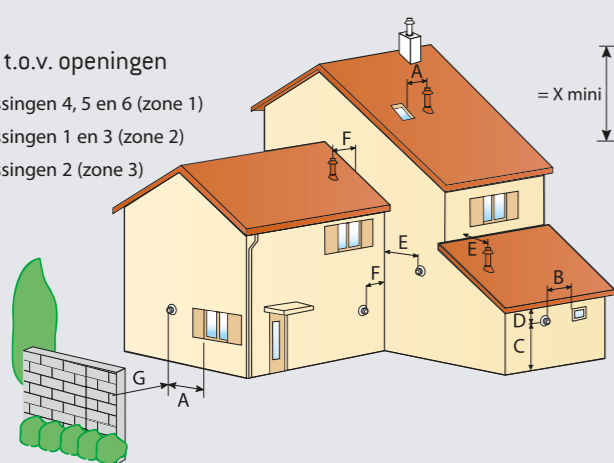 t.o.v. openingen
ssingen 4, 5 en 6 (zone 1)
ssingen 1 en 3 (zone 2)
ssingen 2 (zone 3)
A
= X mini
F
E
E
F
B
D
C
G
A